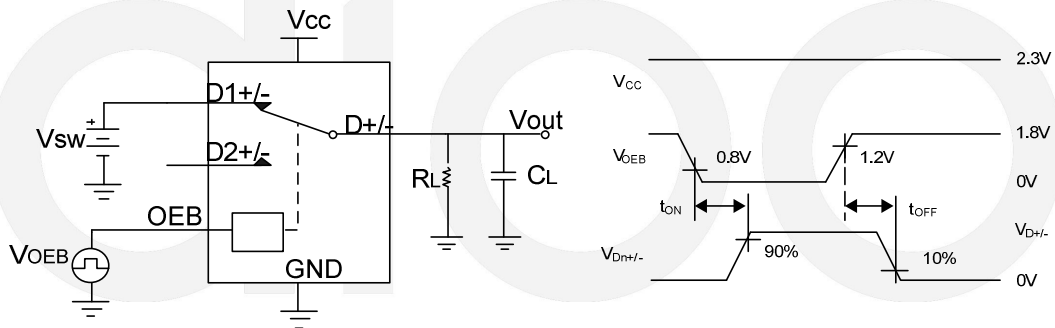 Vcc
D1+/-
+
Vsw
D+/-
Vout
D2+/-
RL
CL
OEB
VOEB
GND
2.3V
VCC
1.8V
VOEB
0.8V
1.2V
0V
tON
tOFF
VD+/-
VDn+/-
90%
10%
0V